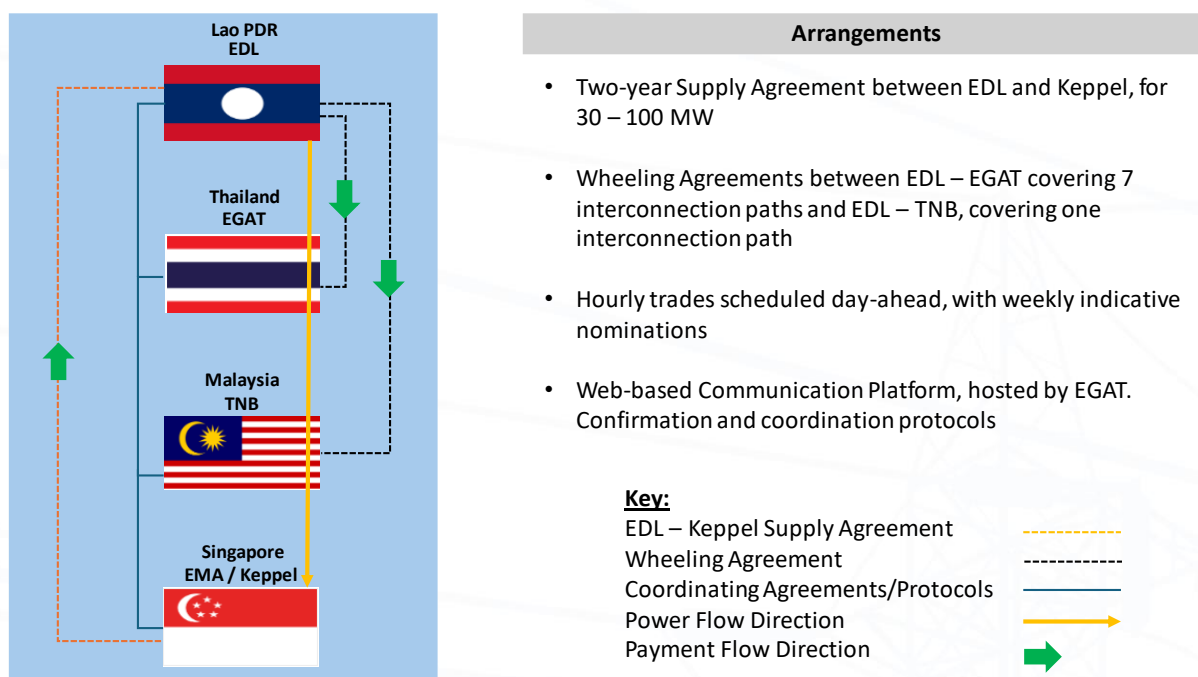 Lao PDR
EDL
Thailand
EGAT
Malaysia
TNB
Singapore
EMA / Keppel
Arrangements
• Two-year Supply Agreement between EDL and Keppel, for
30 – 100 MW
• Wheeling Agreements between EDL – EGAT covering 7
interconnection paths and EDL – TNB, covering one
interconnection path
• Hourly trades scheduled day-ahead, with weekly indicative
nominations
• Web-based Communication Platform, hosted by EGAT.
Confirmation and coordination protocols
Key:
EDL – Keppel Supply Agreement
Wheeling Agreement
Coordinating Agreements/Protocols
Power Flow Direction
Payment Flow Direction